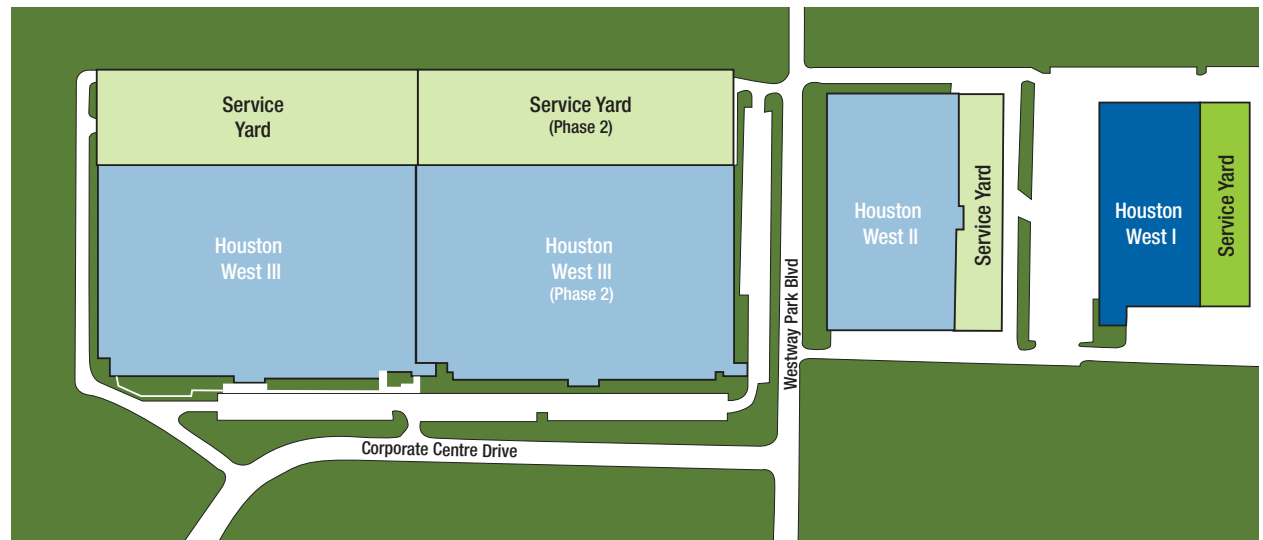 Service
Yard
Service Yard
(Phase 2)
Houston
West III
Houston
West III
(Phase 2)
Westway Park Blvd
Houston
West II
Service Yard
Houston
West I
Service Yard
Corporate Centre Drive